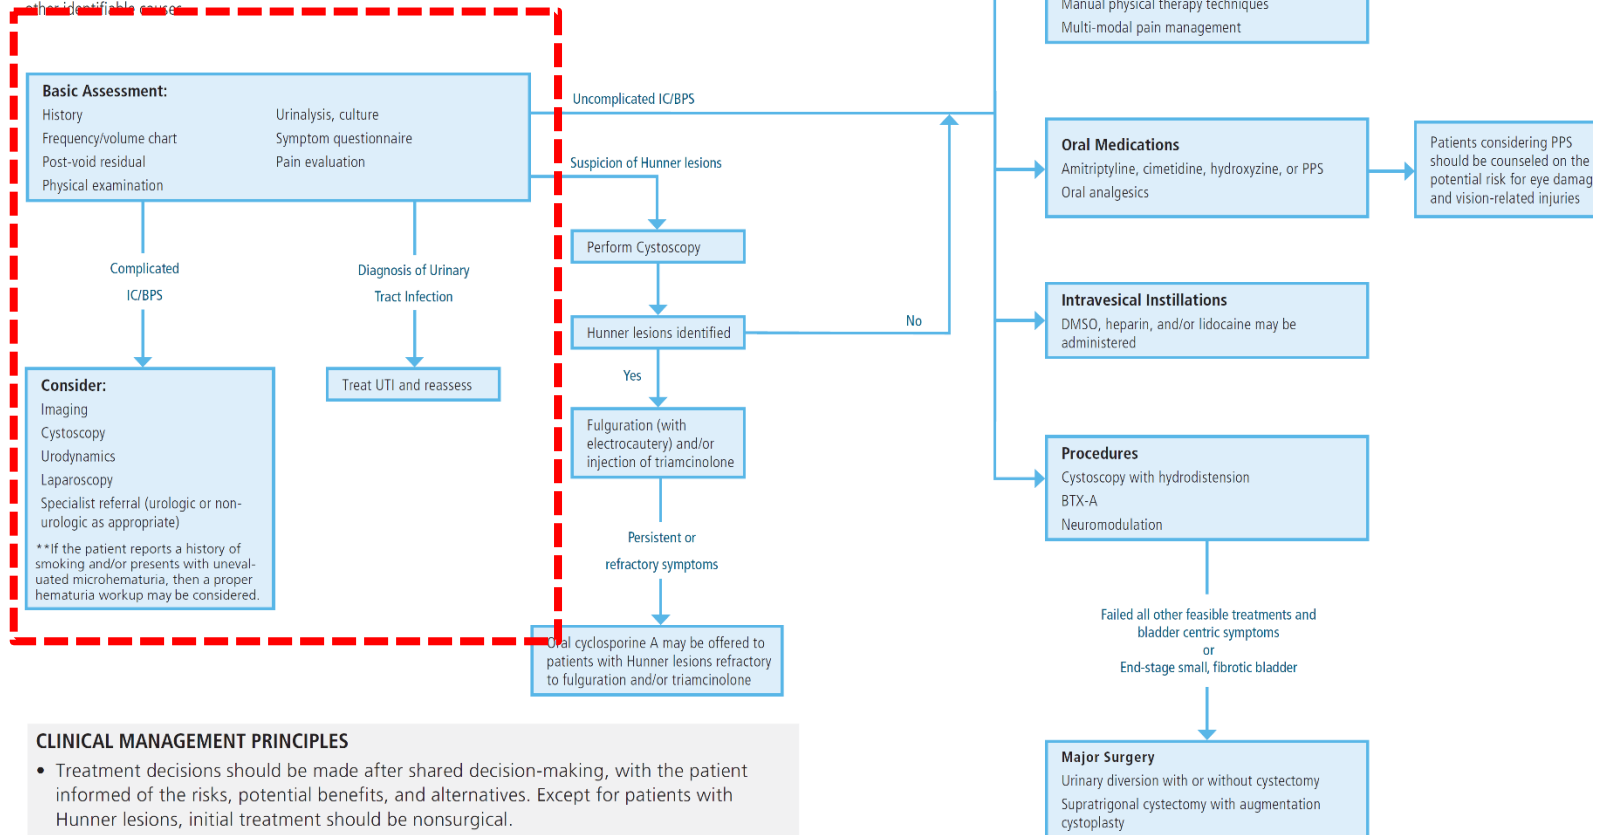 other identifiable causes
Basic Assessment:
History
Frequency/volume chart
Post-void residual
Physical examination
Urinalysis, culture
Symptom questionnaire
Pain evaluation
Complicated
IC/BPS
Diagnosis of Urinary
Tract Infection
Consider:
Imaging
Cystoscopy
Urodynamics
Laparoscopy
Specialist referral (urologic or non-
urologic as appropriate)
**If the patient reports a history of
smoking and/or presents with uneval-
uated microhematuria, then a proper
hematuria workup may be considered.
Treat UTI and reassess
Uncomplicated IC/BPS
Suspicion of Hunner lesions
Perform Cystoscopy
Hunner lesions identified
No
Yes
Fulguration (with
electrocautery) and/or
injection of triamcinolone
Persistent or
refractory symptoms
Oral cyclosporine A may be offered to
patients with Hunner lesions refractory
to fulguration and/or triamcinolone
Manual physical therapy techniques
Multi-modal pain management
Oral Medications
Amitriptyline, cimetidine, hydroxyzine, or PPS
Oral analgesics
Patients considering PPS
should be counseled on the
potential risk for eye damag
and vision-related injuries
Intravesical Instillations
DMSO, heparin, and/or lidocaine may be
administered
Procedures
Cystoscopy with hydrodistension
BTX-A
Neuromodulation
Failed all other feasible treatments and
bladder centric symptoms
or
End-stage small, fibrotic bladder
Major Surgery
Urinary diversion with or without cystectomy
Supratrigonal cystectomy with augmentation
cystoplasty
CLINICAL MANAGEMENT PRINCIPLES
• Treatment decisions should be made after shared decision-making, with the patient
informed of the risks, potential benefits, and alternatives. Except for patients with
Hunner lesions, initial treatment should be nonsurgical.